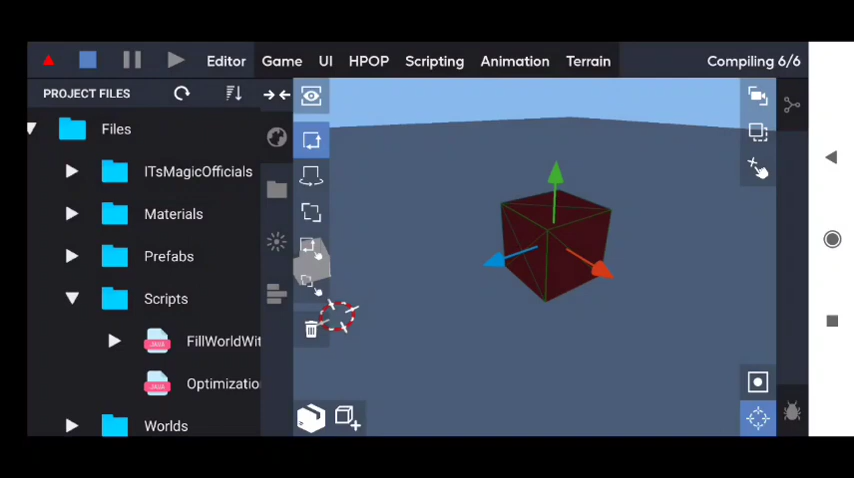 Editor Game UI HPOP Scripting Animation Terrain Compiling 6/6
PROJECT FILES
Files
ITsMagicOfficials
Materials
Prefabs
Scripts
FillWorldWit
Optimizatio
Worlds